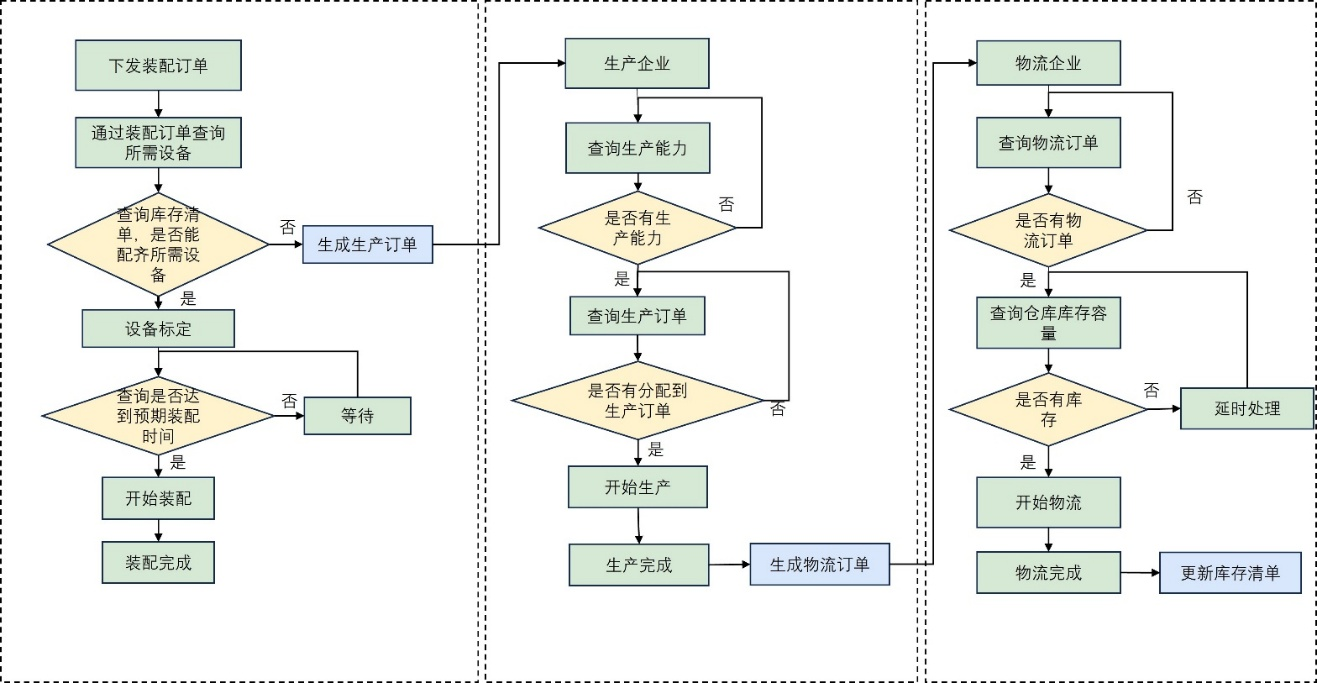 下发装配订单
通过装配订单查询
所需设备
查询库存清
单，是否能
配齐所需设
备
否
生成生产订单
是
设备标定
查询是否达
到预期装配
时间
否
等待
是
开始装配
装配完成
生产企业
查询生产能力
是否有生
产能力
否
是
查询生产订单
是否有分配到
生产订单
否
是
开始生产
生产完成
生成物流订单
物流企业
查询物流订单
是否有物
流订单
否
是
查询仓库库存容
量
是否有库
存
否
延时处理
是
开始物流
物流完成
更新库存清单